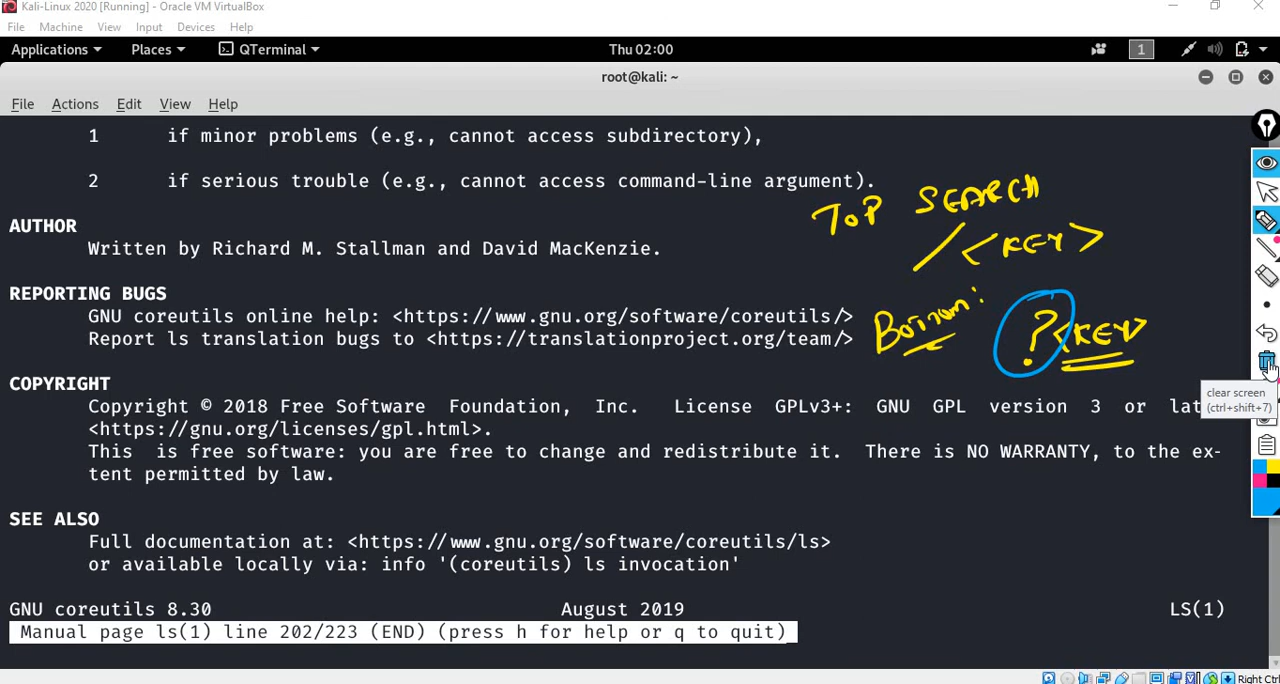 Kali-Linux 2020 [Running] - Oracle VM VirtualBox
File Machine View Input Devices Help
Applications Places QTerminal Thu 02:00 1
root@kali: ~
File Actions Edit View Help
1 if minor problems (e.g., cannot access subdirectory),
2 if serious trouble (e.g., cannot access command-line argument).
TOP SEARCH
AUTHOR
Written by Richard M. Stallman and David MacKenzie.
/<KEY>
REPORTING BUGS
GNU coreutils online help: <https://www.gnu.org/software/coreutils/>
Report ls translation bugs to <https://translationproject.org/team/>
Bottom: ?<KEY>
COPYRIGHT
Copyright © 2018 Free Software Foundation, Inc. License GPLv3+: GNU GPL version 3 or lat
<https://gnu.org/licenses/gpl.html>.
This is free software: you are free to change and redistribute it. There is NO WARRANTY, to the ex-
tent permitted by law.
clear screen
(ctrl+shift+7)
SEE ALSO
Full documentation at: <https://www.gnu.org/software/coreutils/ls>
or available locally via: info '(coreutils) ls invocation'
GNU coreutils 8.30 August 2019 LS(1)
Manual page ls(1) line 202/223 (END) (press h for help or q to quit)
Right Ctrl